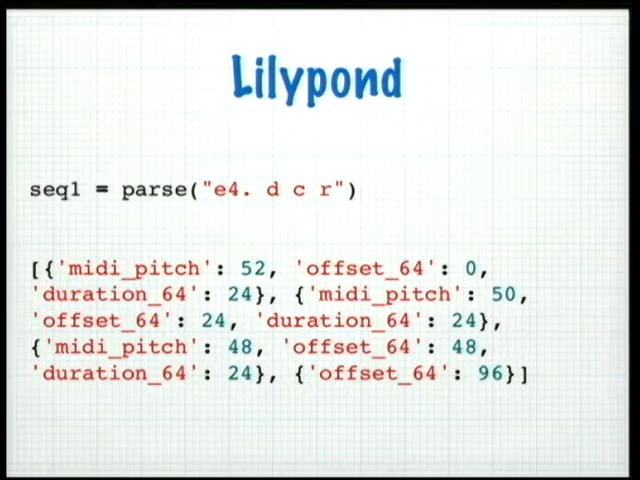 Lilypond
seq1 = parse("e4. d c r")
[{'midi_pitch': 52, 'offset_64': 0,
'duration_64': 24}, {'midi_pitch': 50,
'offset_64': 24, 'duration_64': 24},
{'midi_pitch': 48, 'offset_64': 48,
'duration_64': 24}, {'offset_64': 96}]